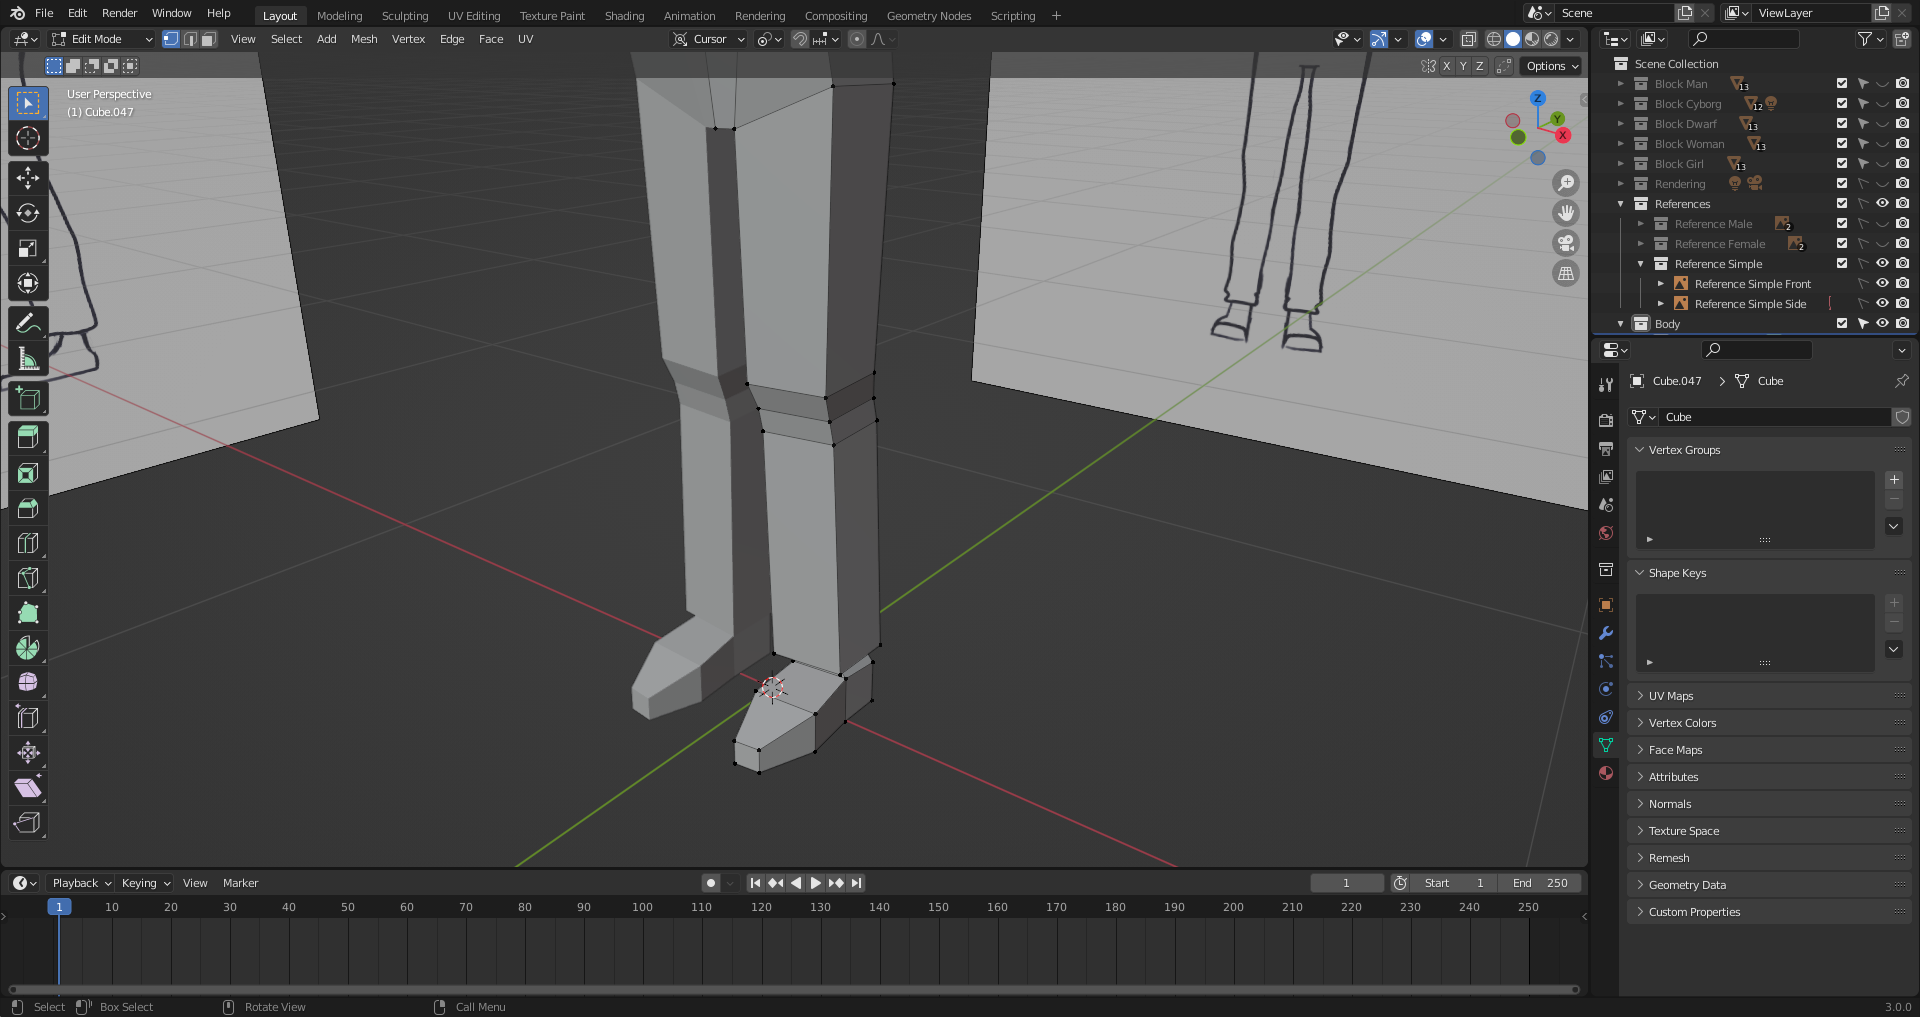 File Edit Render Window Help Layout Modeling Sculpting UV Editing Texture Paint Shading Animation Rendering Compositing Geometry Nodes Scripting + Scene ViewLayer
Edit Mode View Select Add Mesh Vertex Edge Face UV Cursor
X Y Z Options
User Perspective
(1) Cube.047
Z
Y
X
Scene Collection
Block Man 13
Block Cyborg 12
Block Dwarf 13
Block Woman 13
Block Girl 13
Rendering
References
Reference Male 2
Reference Female 2
Reference Simple
Reference Simple Front
Reference Simple Side
Body
Cube.047 > Cube
Cube
Vertex Groups
Shape Keys
UV Maps
Vertex Colors
Face Maps
Attributes
Normals
Texture Space
Remesh
Geometry Data
Custom Properties
Playback Keying View Marker 1 Start 1 End 250
1 10 20 30 40 50 60 70 80 90 100 110 120 130 140 150 160 170 180 190 200 210 220 230 240 250
Select Box Select Rotate View Call Menu 3.0.0